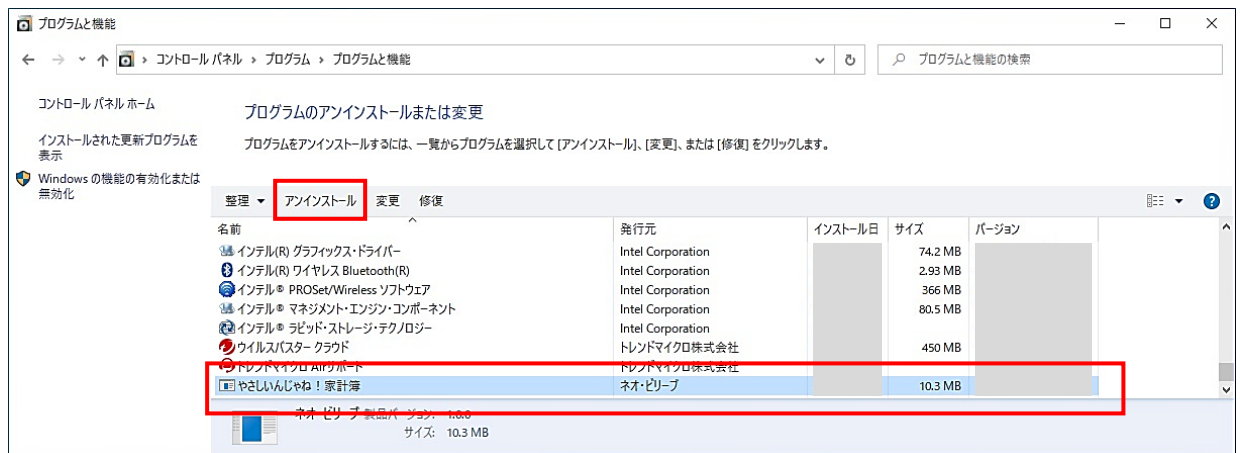 プログラムと機能
コントロール パネル › プログラム › プログラムと機能
プログラムと機能の検索
コントロール パネル ホーム
インストールされた更新プログラムを
表示
Windows の機能の有効化または
無効化
プログラムのアンインストールまたは変更
プログラムをアンインストールするには、一覧からプログラムを選択して [アンインストール]、[変更]、または [修復] をクリックします。
整理 アンインストール 変更 修復
名前 発行元 インストール日 サイズ バージョン
インテル(R) グラフィックス・ドライバー Intel Corporation 74.2 MB
インテル(R) ワイヤレス Bluetooth(R) Intel Corporation 2.93 MB
インテル® PROSet/Wireless ソフトウェア Intel Corporation 366 MB
インテル® マネジメント・エンジン・コンポーネント Intel Corporation 80.5 MB
インテル® ラピッド・ストレージ・テクノロジー Intel Corporation
ウイルスバスター クラウド トレンドマイクロ株式会社 450 MB
トレンドマイクロ Airサポート トレンドマイクロ株式会社
やさしいんじゃね！家計簿 ネオ・ビリーブ 10.3 MB
ネオ・ビリーブ 製品バージョン: 1.0.0
サイズ: 10.3 MB